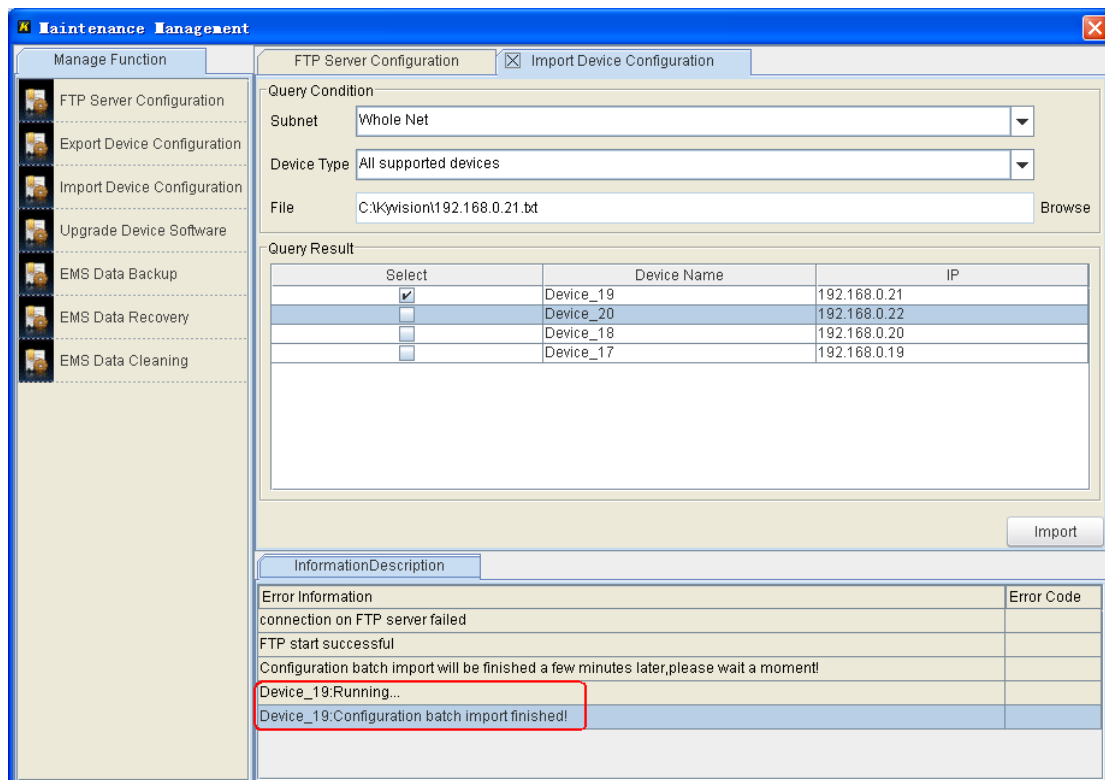 Maintenance Management
Manage Function
FTP Server Configuration
Export Device Configuration
Import Device Configuration
Upgrade Device Software
EMS Data Backup
EMS Data Recovery
EMS Data Cleaning
FTP Server Configuration
Import Device Configuration
Query Condition
Subnet Whole Net
Device Type All supported devices
File C:\Kyvision\192.168.0.21.txt Browse
Query Result
Select Device Name IP
Device_19 192.168.0.21
Device_20 192.168.0.22
Device_18 192.168.0.20
Device_17 192.168.0.19
Import
InformationDescription
Error Information Error Code
connection on FTP server failed
FTP start successful
Configuration batch import will be finished a few minutes later,please wait a moment!
Device_19:Running...
Device_19:Configuration batch import finished!